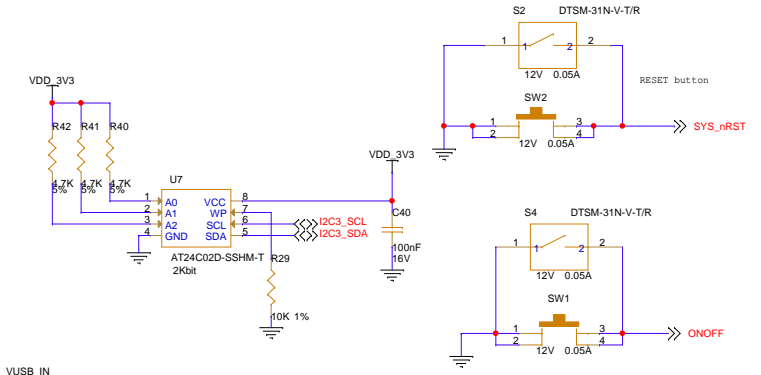 S2 DTSM-31N-V-T/R
1 1 2 2
12V 0.05A
RESET button
SW2
1 3
2 4
12V 0.05A
SYS_nRST
VDD_3V3
R42 R41 R40
4.7K 4.7K 4.7K
5% 5% 5%
U7
1 A0 VCC 8
2 A1 WP 7
3 A2 SCL 6
4 GND SDA 5
AT24C02D-SSHM-T
2Kbit
I2C3_SCL
I2C3_SDA
R29
10K 1%
VDD_3V3
C40
100nF
16V
S4 DTSM-31N-V-T/R
1 1 2 2
12V 0.05A
SW1
1 3
2 4
12V 0.05A
ONOFF
VUSB_IN